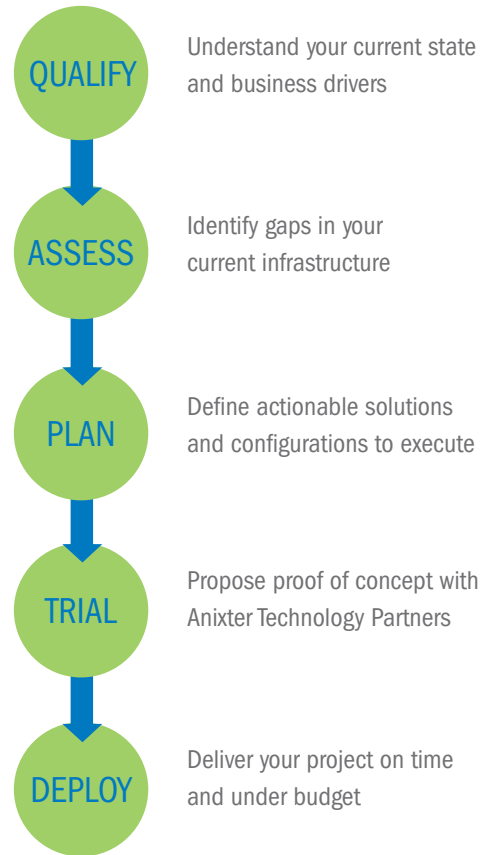 QUALIFY
Understand your current state
and business drivers
ASSESS
Identify gaps in your
current infrastructure
PLAN
Define actionable solutions
and configurations to execute
TRIAL
Propose proof of concept with
Anixter Technology Partners
DEPLOY
Deliver your project on time
and under budget